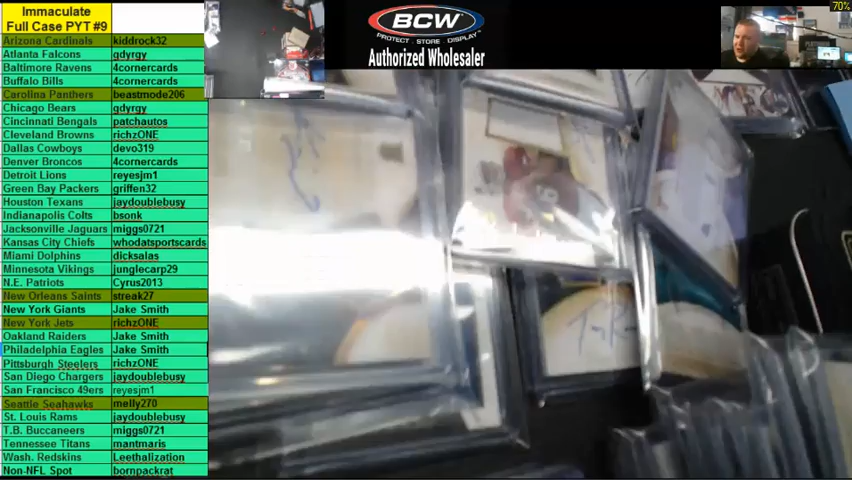 Immaculate
Full Case PYT #9
Arizona Cardinals kiddrock32
Atlanta Falcons gdyrgy
Baltimore Ravens 4cornercards
Buffalo Bills 4cornercards
Carolina Panthers beastmode206
Chicago Bears gdyrgy
Cincinnati Bengals patchautos
Cleveland Browns richzONE
Dallas Cowboys devo319
Denver Broncos 4cornercards
Detroit Lions reyesjm1
Green Bay Packers griffen32
Houston Texans jaydoublebusy
Indianapolis Colts bsonk
Jacksonville Jaguars miggs0721
Kansas City Chiefs whodatsportscards
Miami Dolphins dicksalas
Minnesota Vikings junglecarp29
N.E. Patriots Cyrus2013
New Orleans Saints streak27
New York Giants Jake Smith
New York Jets richzONE
Oakland Raiders Jake Smith
Philadelphia Eagles Jake Smith
Pittsburgh Steelers richzONE
San Diego Chargers jaydoublebusy
San Francisco 49ers reyesjm1
Seattle Seahawks melly270
St. Louis Rams jaydoublebusy
T.B. Buccaneers miggs0721
Tennessee Titans mantmaris
Wash. Redskins Leethalization
Non-NFL Spot bornpackrat
BCW
PROTECT. STORE. DISPLAY.
Authorized Wholesaler
70%